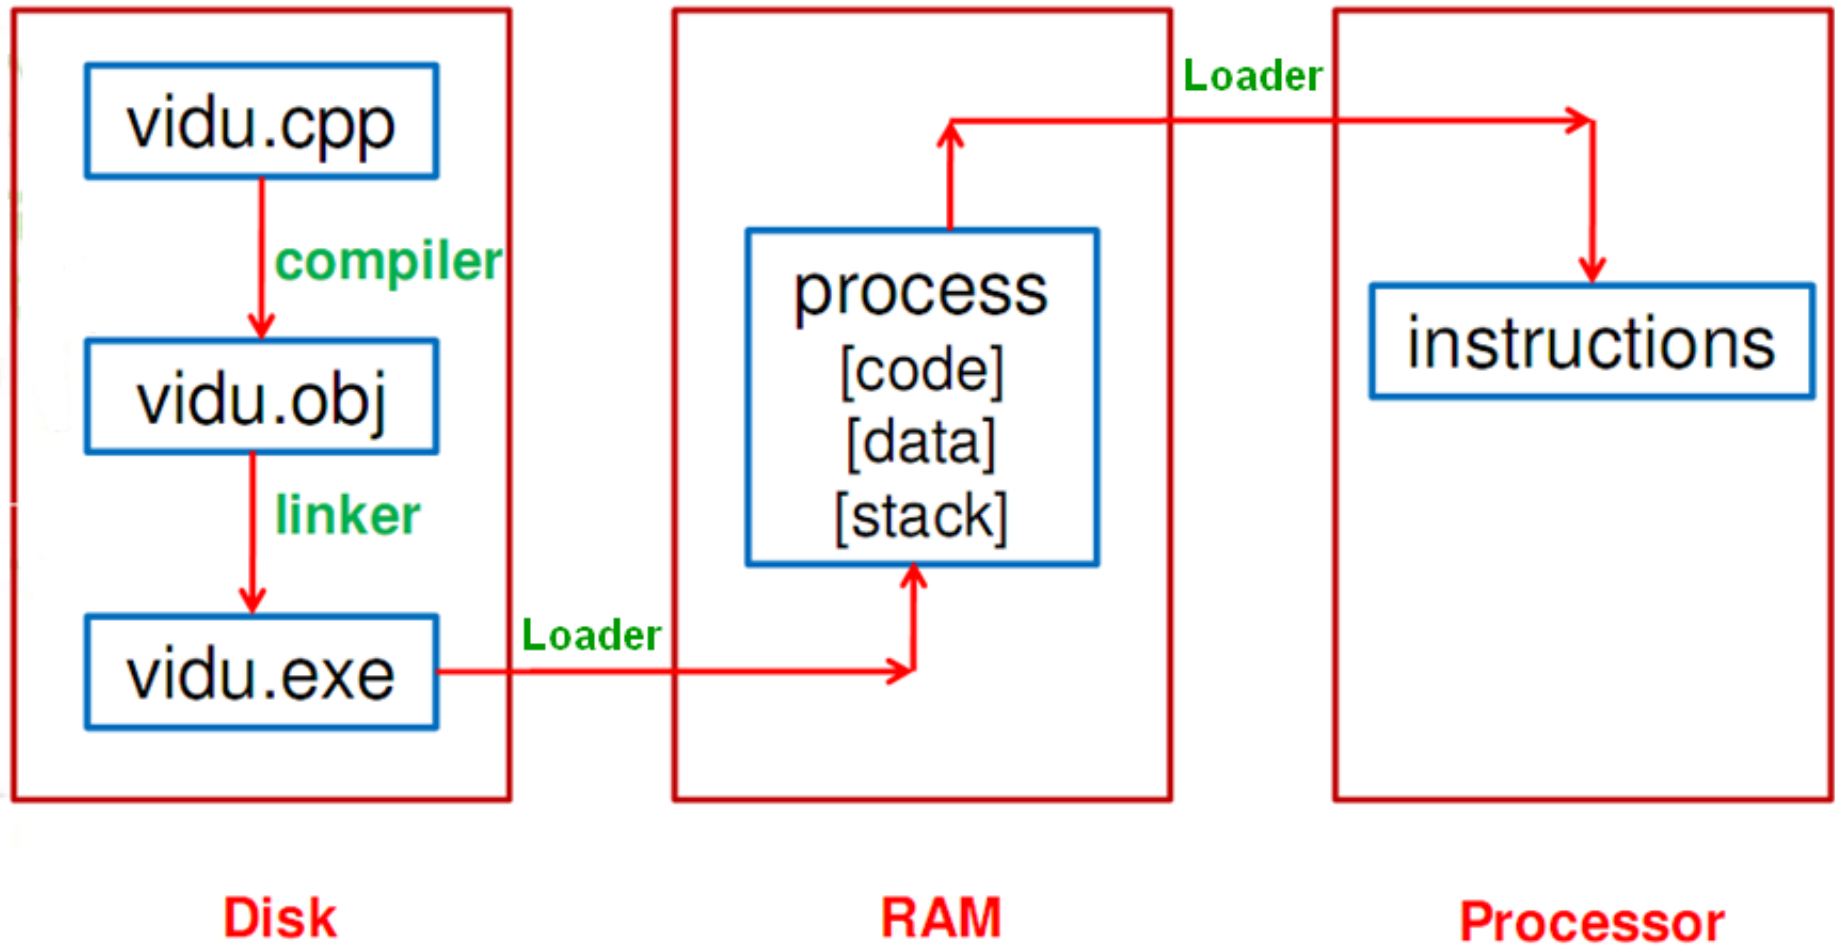 vidu.cpp
compiler
vidu.obj
linker
vidu.exe
Loader
process
[code]
[data]
[stack]
Loader
instructions
Disk
RAM
Processor